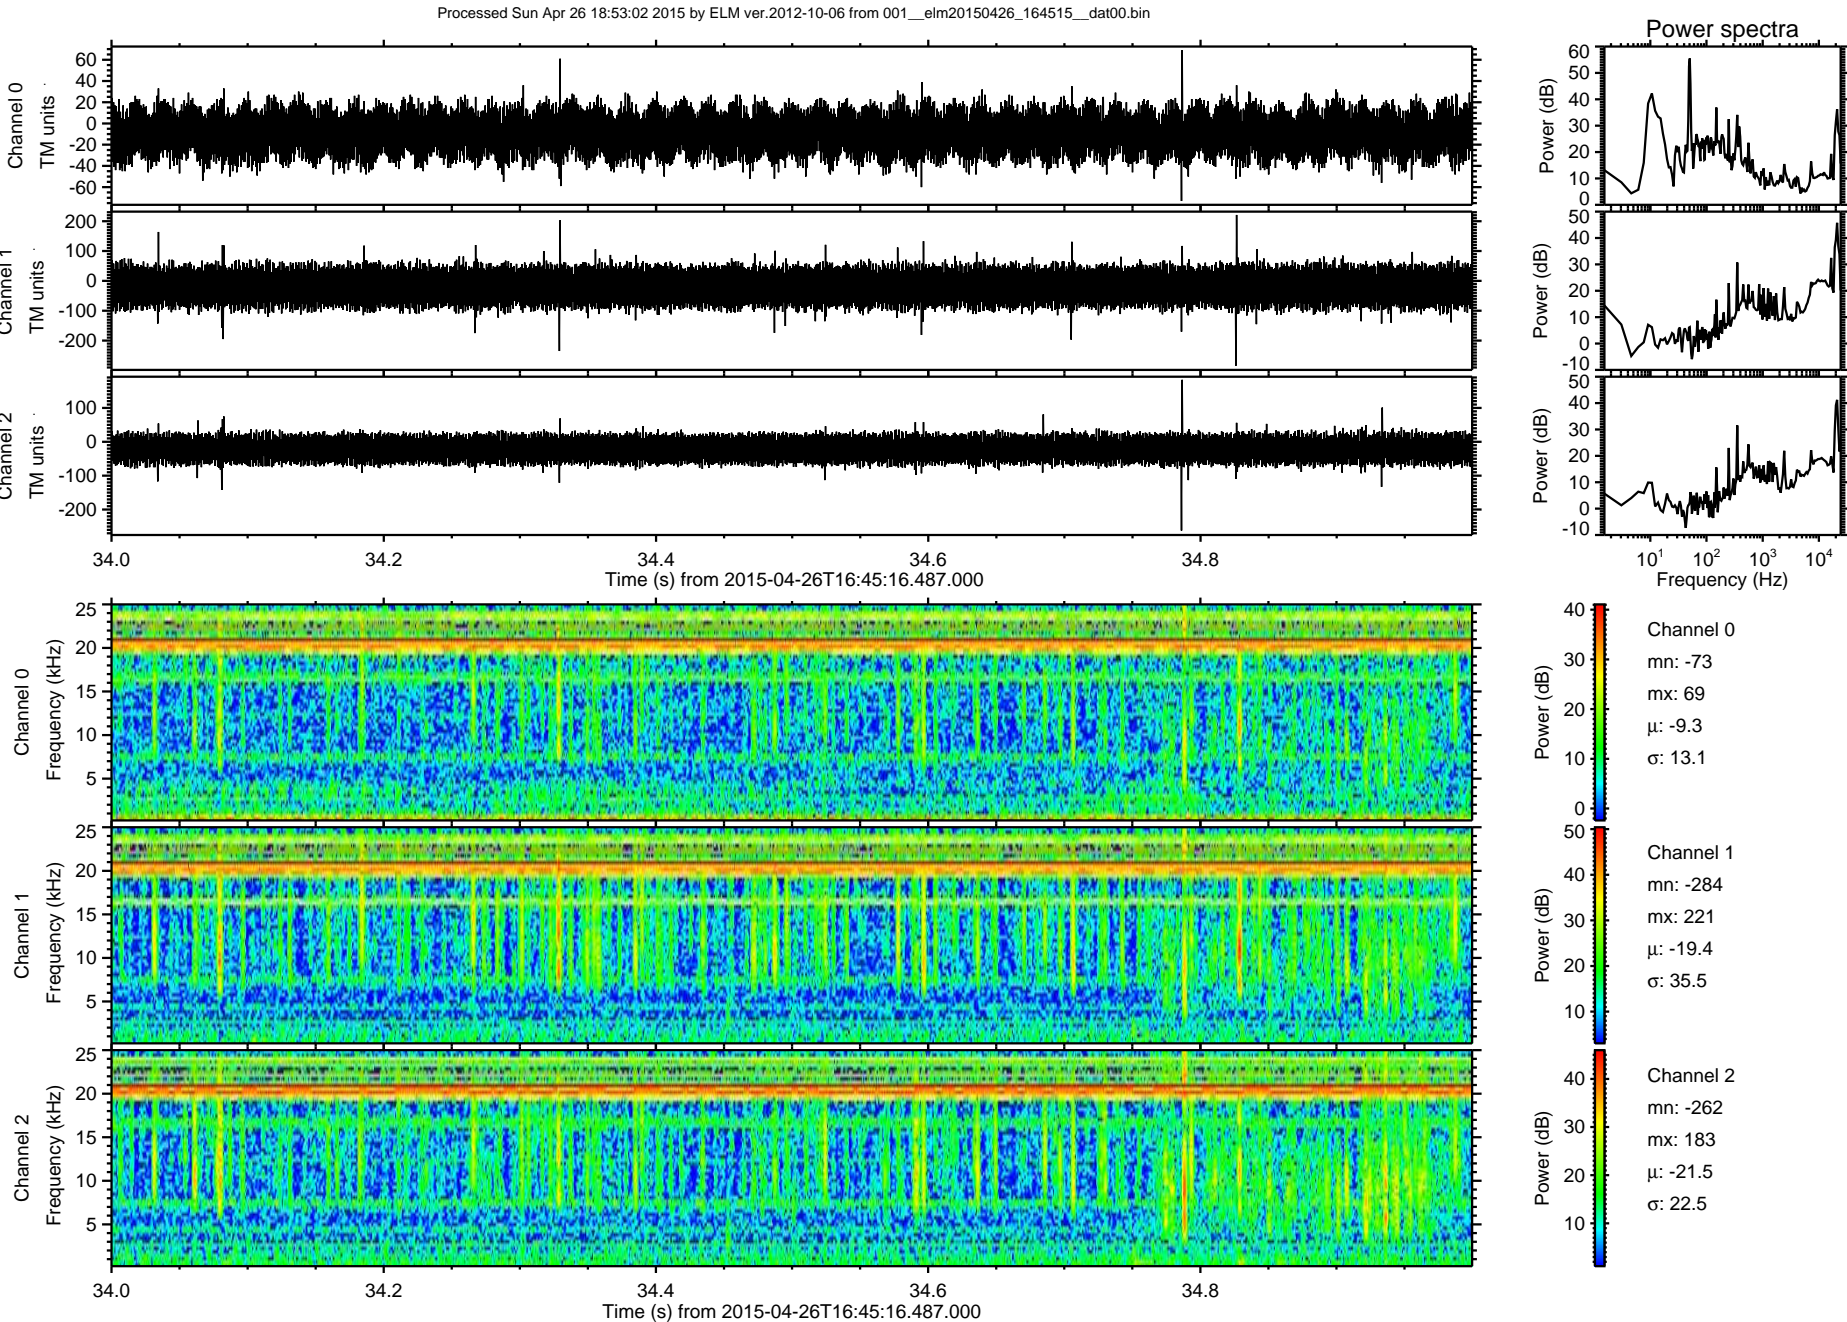 Processed Sun Apr 26 18:53:02 2015 by ELM ver.2012-10-06 from 001__elm20150426_164515__dat00.bin
Power spectra
Channel 0
TM units
60
40
20
0
-20
-40
-60
Power (dB)
60
50
40
30
20
10
0
Channel 1
TM units
200
100
0
-100
-200
Power (dB)
50
40
30
20
10
0
-10
Channel 2
TM units
100
0
-100
-200
Power (dB)
50
40
30
20
10
0
-10
34.0 34.2 34.4 34.6 34.8
Time (s) from 2015-04-26T16:45:16.487.000
10^1 10^2 10^3 10^4
Frequency (Hz)
Channel 0
Frequency (kHz)
25
20
15
10
5
Power (dB)
40
30
20
10
0
Channel 0
mn: -73
mx: 69
μ: -9.3
σ: 13.1
Channel 1
Frequency (kHz)
25
20
15
10
5
Power (dB)
50
40
30
20
10
Channel 1
mn: -284
mx: 221
μ: -19.4
σ: 35.5
Channel 2
Frequency (kHz)
25
20
15
10
5
Power (dB)
40
30
20
10
Channel 2
mn: -262
mx: 183
μ: -21.5
σ: 22.5
34.0 34.2 34.4 34.6 34.8
Time (s) from 2015-04-26T16:45:16.487.000